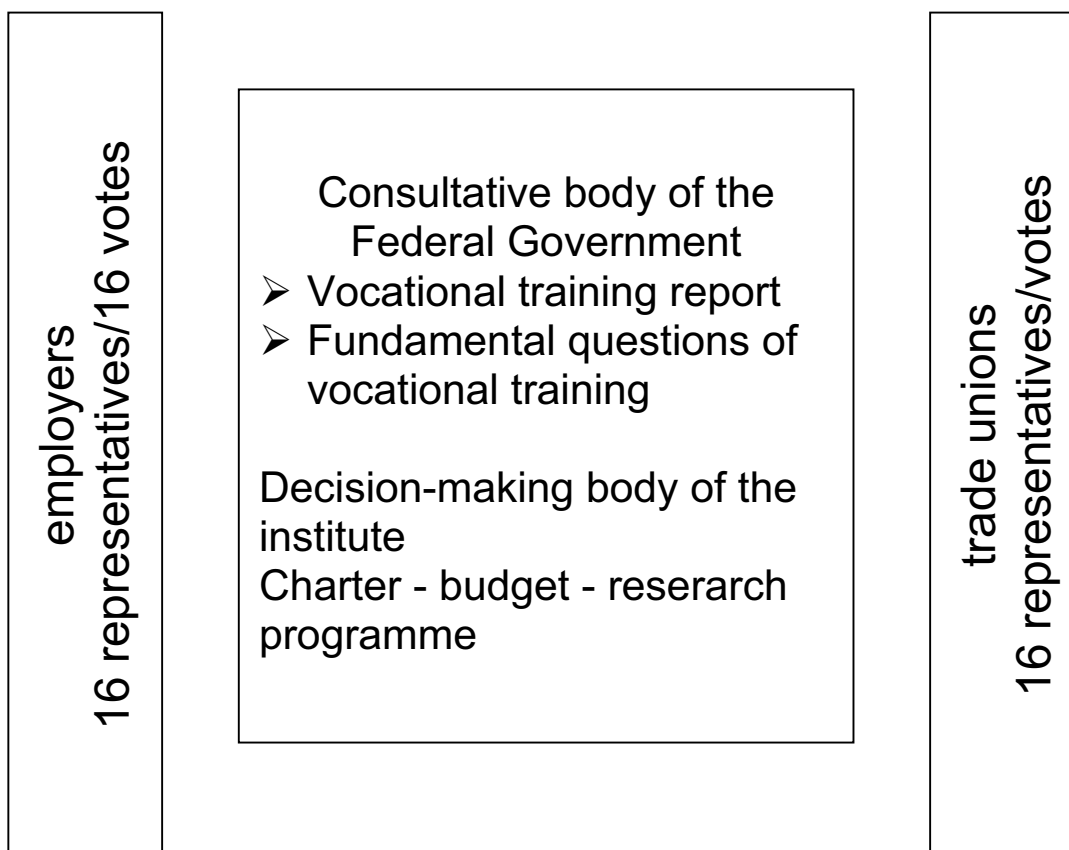 employers
16 representatives/16 votes
Consultative body of the
Federal Government
➢ Vocational training report
➢ Fundamental questions of
vocational training
Decision-making body of the
institute
Charter - budget - reserarch
programme
trade unions
16 representatives/votes